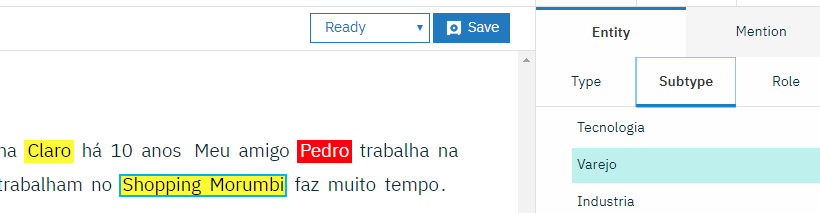 Ready Save
Entity Mention
Type Subtype Role
Tecnologia
Varejo
Industria
na Claro há 10 anos Meu amigo Pedro trabalha na
trabalham no Shopping Morumbi faz muito tempo.